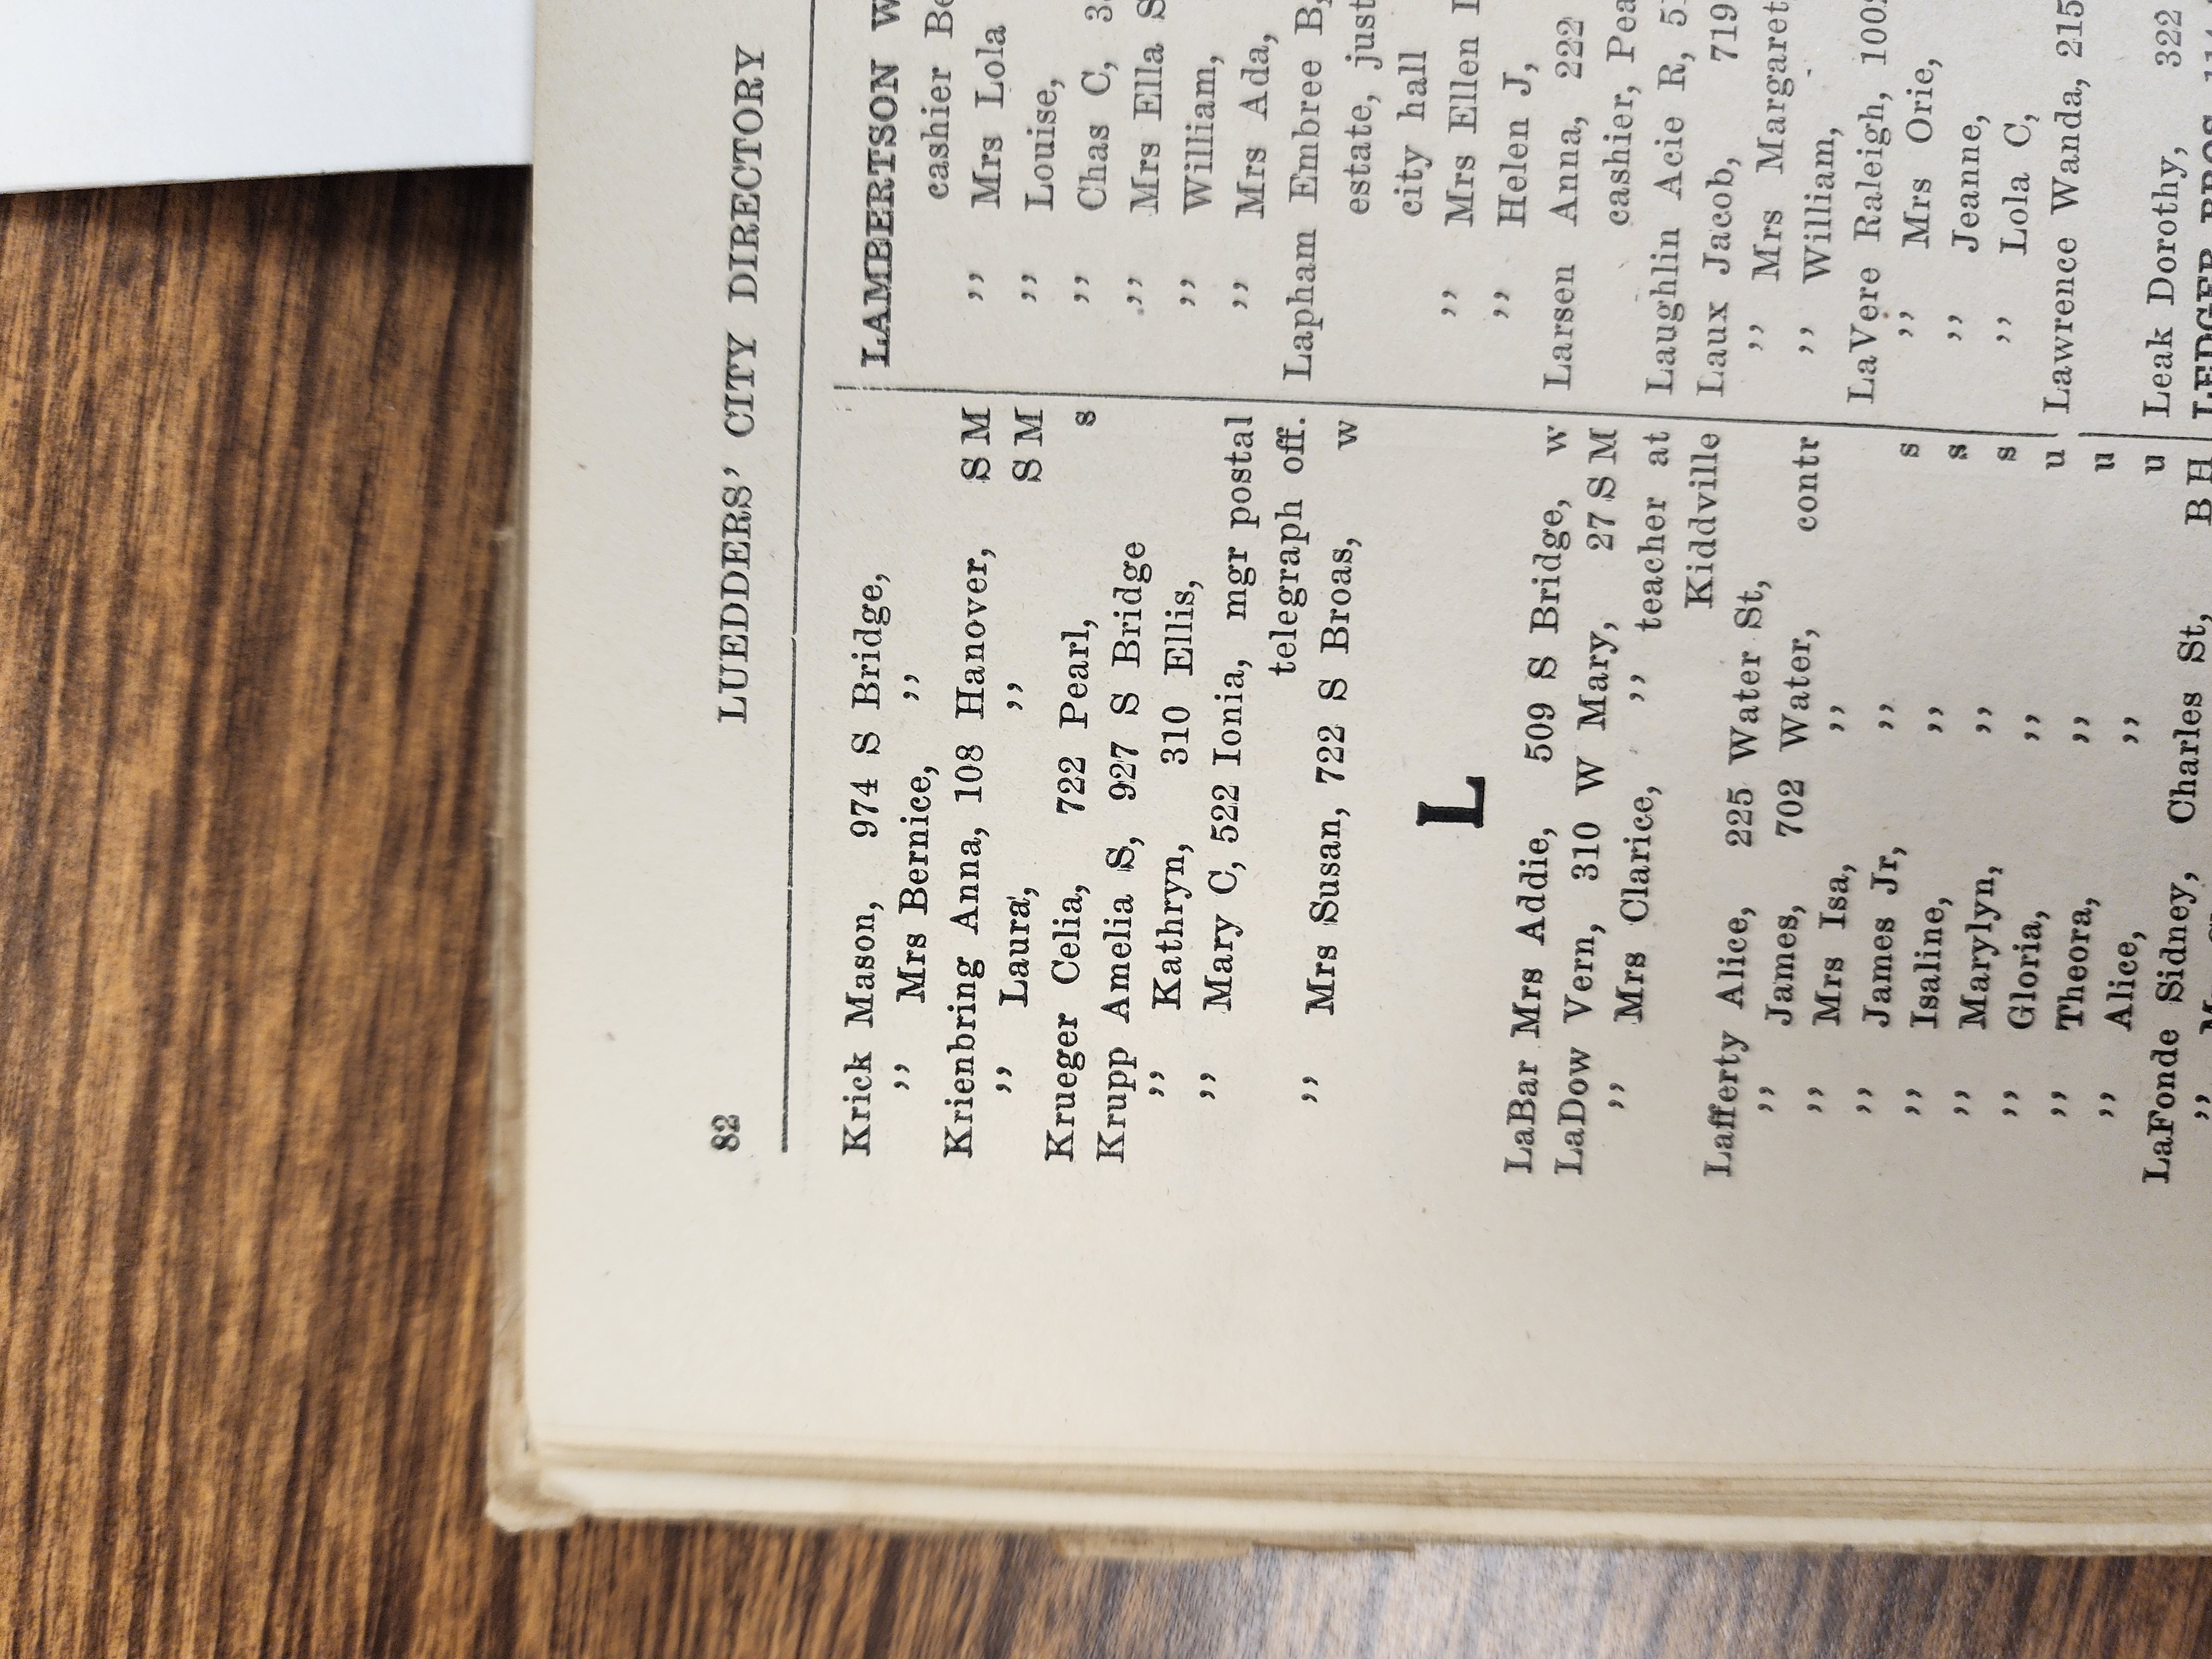 82
LUEDDERS' CITY DIRECTORY
Krick Mason, 974 S Bridge,
,, Mrs Bernice, ,,
Krienbring Anna, 108 Hanover, S M
,, Laura, ,, S M
Krueger Celia, 722 Pearl, s
Krupp Amelia S, 927 S Bridge
,, Kathryn, 310 Ellis,
,, Mary C, 522 Ionia, mgr postal
telegraph off.
,, Mrs Susan, 722 S Broas, w
L
LaBar Mrs Addie, 509 S Bridge, w
LaDow Vern, 310 W Mary, 27 S M
,, Mrs Clarice, ,, teacher at
Kiddville
Lafferty Alice, 225 Water St,
,, James, 702 Water, contr
,, Mrs Isa, ,,
,, James Jr, ,, s
,, Isaline, ,, s
,, Marylyn, ,, s
,, Gloria, ,, u
,, Theora, ,, u
,, Alice, ,, u
LaFonde Sidney, Charles St, B H
,,
LAMBERTSON W
cashier
,, Mrs Lola
,, Louise,
,, Chas C,
,, Mrs Ella S
,, William,
,, Mrs Ada,
Lapham Embree B,
estate, just
city hall
,, Mrs Ellen
,, Helen J,
Larsen Anna, 222
cashier,
Laughlin Acie R,
Laux Jacob, 719
,, Mrs Margaret
,, William,
LaVere Raleigh,
,, Mrs Orie,
,, Jeanne,
,, Lola C,
Lawrence Wanda, 215
Leak Dorothy, 322
LEDGER BROS